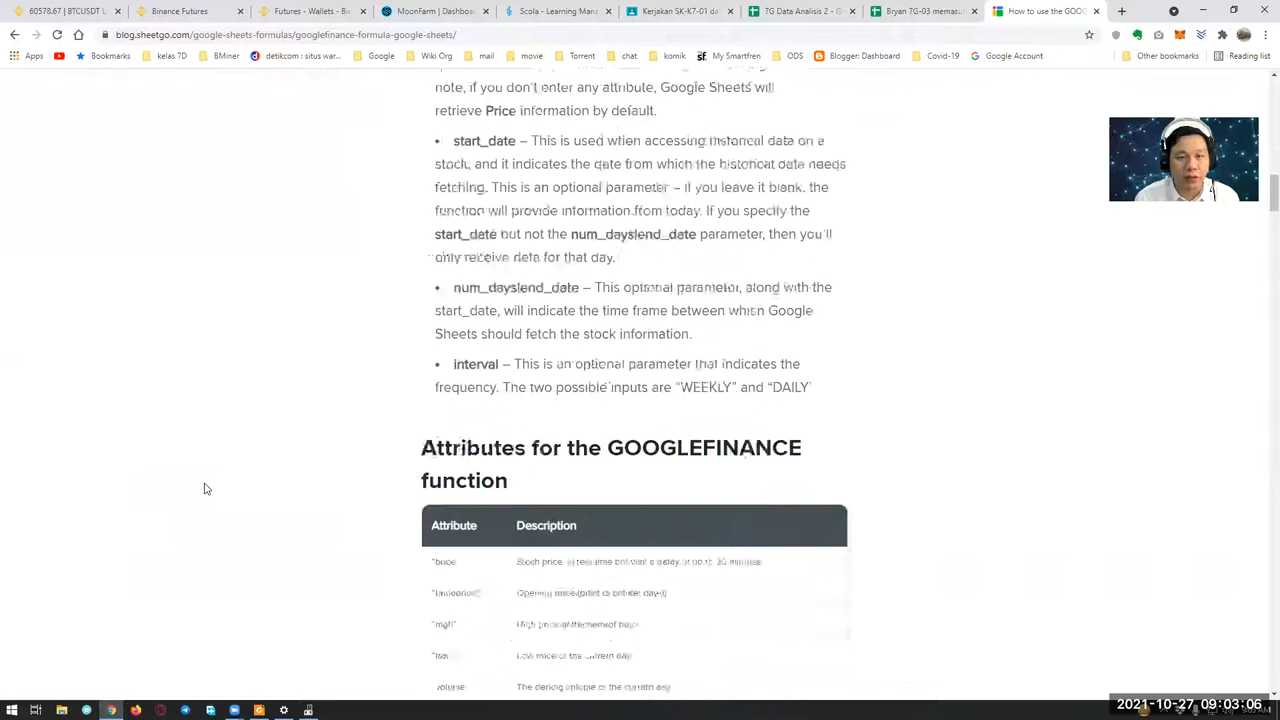 60578.67 | BTCUSDT U
Binance Futures
Futures - Wallets - Bin
MoonFarm | Dashboard
Scola - Learning Mana
Kerjakan SK-K7-01 da
7G Data Analysis 2 - G
Bryan 7G-03 memasu
How to use the GOOG
blog.sheetgo.com/google-sheets-formulas/googlefinance-formula-google-sheets/
Apps
Bookmarks
kelas 7D
BMiner
detikcom : situs war...
Google
Wiki Org
mail
movie
Torrent
chat
komik
My Smartfren
ODS
Blogger: Dashboard
Covid-19
Google Account
Other bookmarks
Reading list
note, if you don't enter any attribute, Google Sheets will
retrieve Price information by default.
• start_date – This is used when accessing historical data on a
stock, and it indicates the date from which the historical data needs
fetching. This is an optional parameter – if you leave it blank, the
function will provide information from today. If you specify the
start_date but not the num_days|end_date parameter, then you'll
only receive data for that day.
• num_days|end_date – This optional parameter, along with the
start_date, will indicate the time frame between when Google
Sheets should fetch the stock information.
• interval – This is an optional parameter that indicates the
frequency. The two possible inputs are “WEEKLY” and “DAILY”
Attributes for the GOOGLEFINANCE
function
Attribute Description
2021-10-27 09:03:06